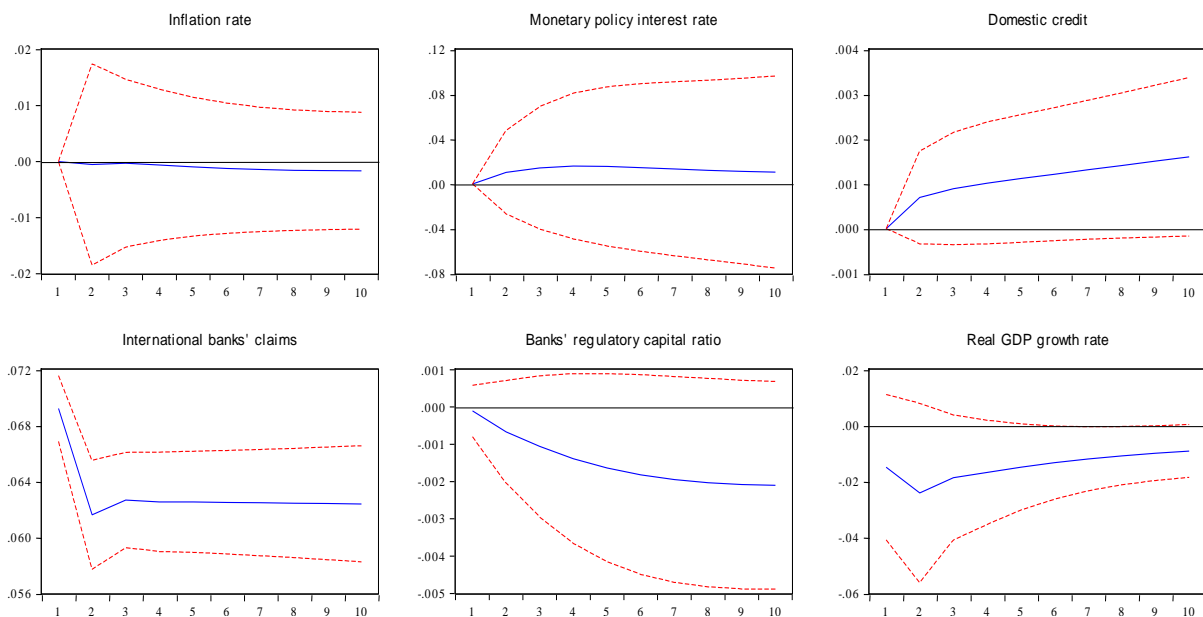 Inflation rate
.02
.01
.00
-.01
-.02
1 2 3 4 5 6 7 8 9 10
Monetary policy interest rate
.12
.08
.04
.00
-.04
-.08
1 2 3 4 5 6 7 8 9 10
Domestic credit
.004
.003
.002
.001
.000
-.001
1 2 3 4 5 6 7 8 9 10
International banks' claims
.072
.068
.064
.060
.056
1 2 3 4 5 6 7 8 9 10
Banks' regulatory capital ratio
.001
.000
-.001
-.002
-.003
-.004
-.005
1 2 3 4 5 6 7 8 9 10
Real GDP growth rate
.02
.00
-.02
-.04
-.06
1 2 3 4 5 6 7 8 9 10